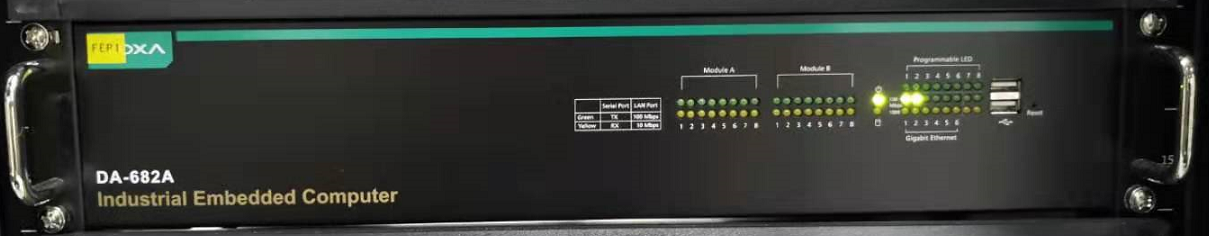 FEP1 OXA
DA-682A
Industrial Embedded Computer
Serial Port LAN Port
Green TX 100 Mbps
Yellow RX 10 Mbps
Module A
1 2 3 4 5 6 7 8
Module B
1 2 3 4 5 6 7 8
Programmable LED
1 2 3 4 5 6 7 8
1 2 3 4 5 6
Gigabit Ethernet
Reset
15